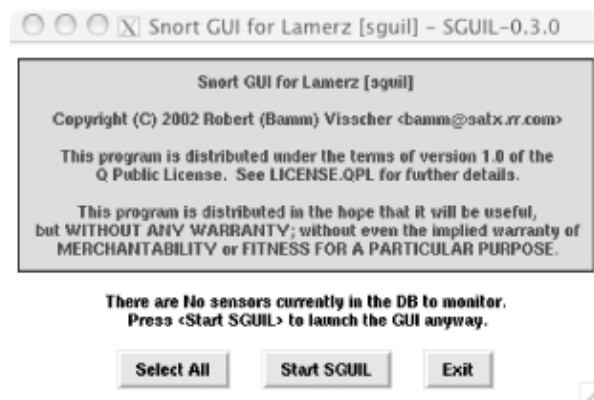 Snort GUI for Lamerz [sguil] - SGUIL-0.3.0
Snort GUI for Lamerz [sguil]
Copyright (C) 2002 Robert (Bamm) Visscher <bamm@satx.rr.com>
This program is distributed under the terms of version 1.0 of the
Q Public License. See LICENSE.QPL for further details.
This program is distributed in the hope that it will be useful,
but WITHOUT ANY WARRANTY; without even the implied warranty of
MERCHANTABILITY or FITNESS FOR A PARTICULAR PURPOSE.
There are No sensors currently in the DB to monitor.
Press <Start SGUIL> to launch the GUI anyway.
Select All Start SGUIL Exit